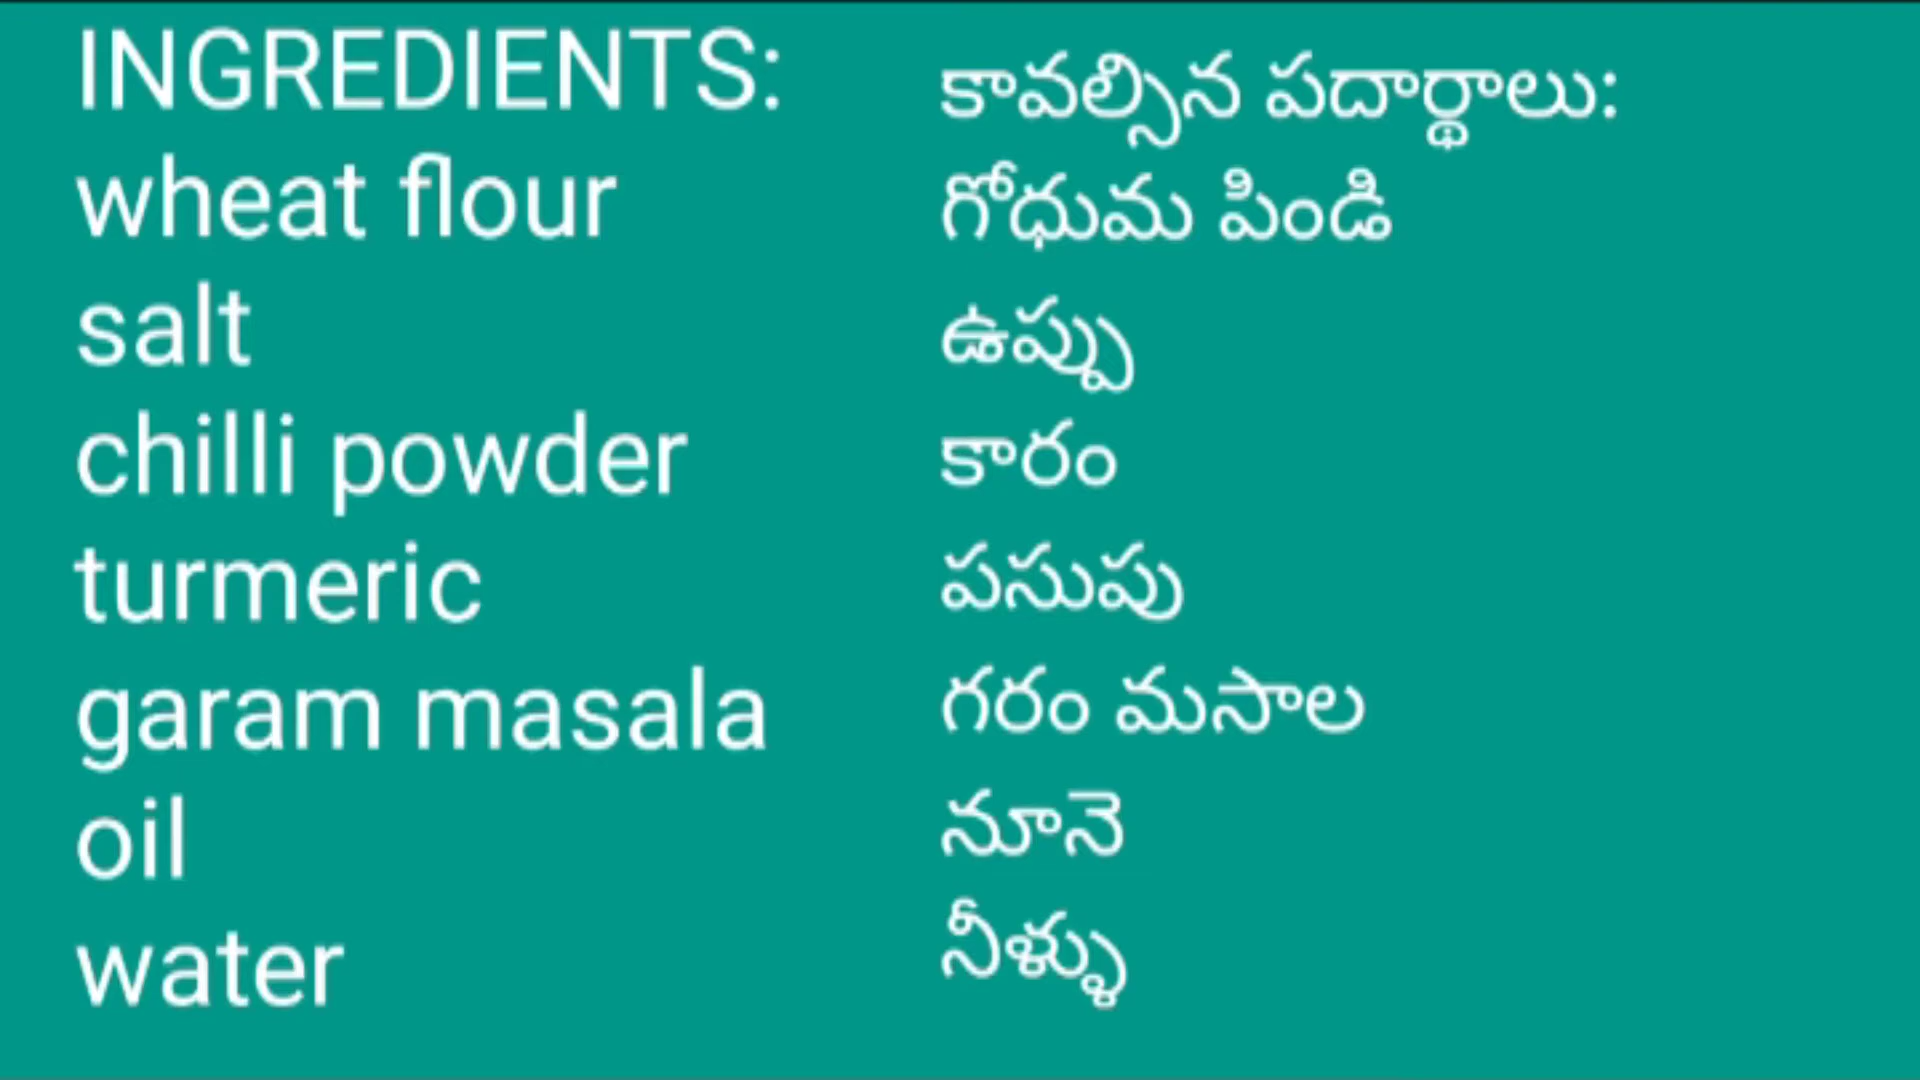 INGREDIENTS:
wheat flour
salt
chilli powder
turmeric
garam masala
oil
water
కావల్సిన పదార్థాలు:
గోధుమ పిండి
ఉప్పు
కారం
పసుపు
గరం మసాల
నూనె
నీళ్ళు